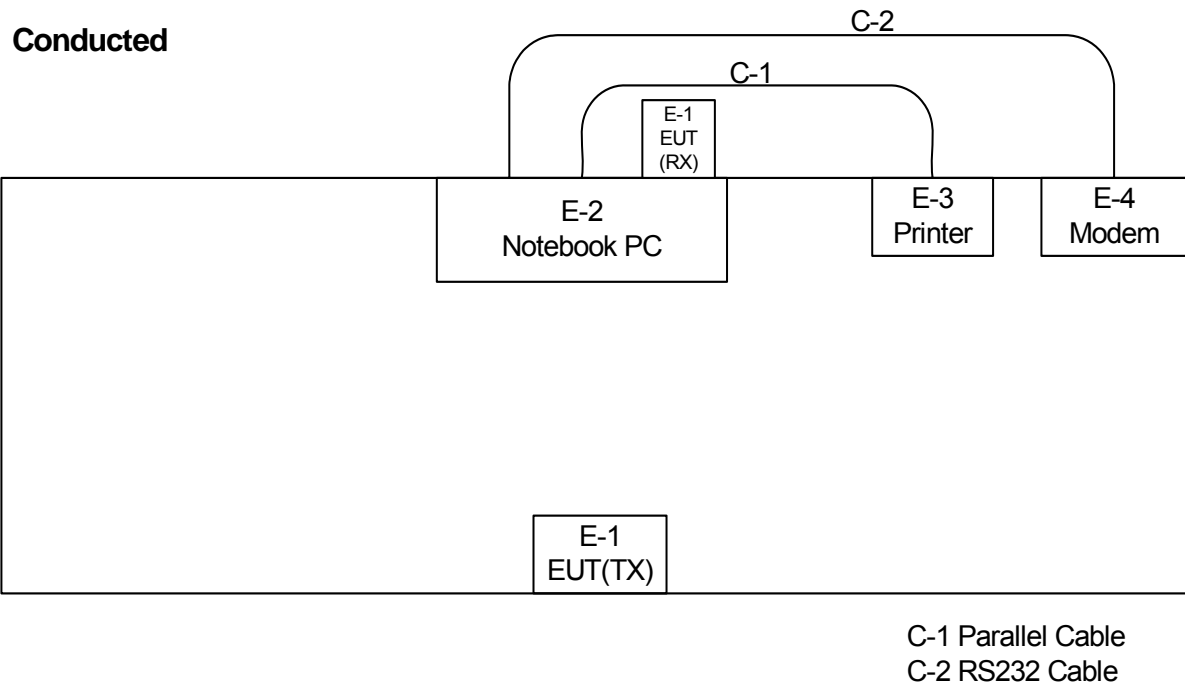 Conducted
C-2
C-1
E-1
EUT
(RX)
E-2
Notebook PC
E-3
Printer
E-4
Modem
E-1
EUT(TX)
C-1 Parallel Cable
C-2 RS232 Cable